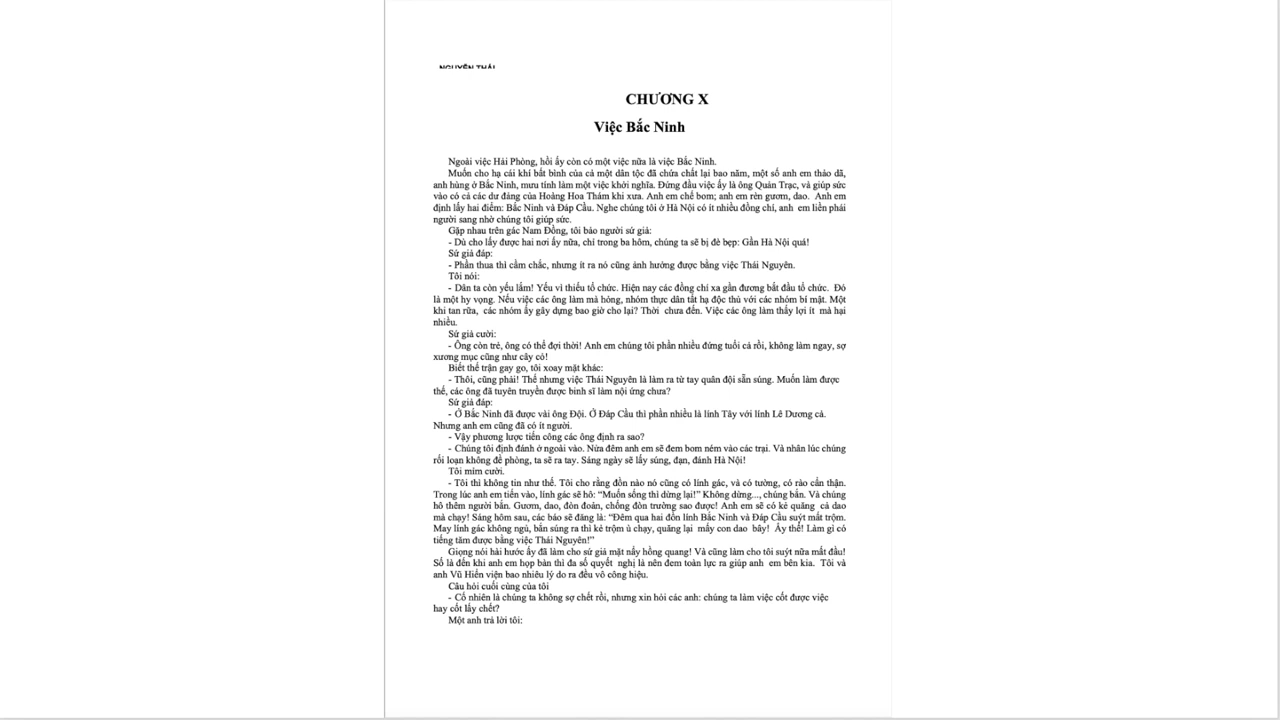 NGUYỄN THÁI
CHƯƠNG X
Việc Bắc Ninh
Ngoài việc Hải Phòng, hồi ấy còn có một việc nữa là việc Bắc Ninh.
Muốn cho hạ cái khí bất bình của cả một dân tộc đã chứa chất lại bao năm, một số anh em thảo dã,
anh hùng ở Bắc Ninh, mưu tính làm một việc khởi nghĩa. Đứng đầu việc ấy là ông Quản Trạc, và giúp sức
vào có cả các dư đảng của Hoàng Hoa Thám khi xưa. Anh em chế bom; anh em rèn gươm, dao. Anh em
định lấy hai điểm: Bắc Ninh và Đáp Cầu. Nghe chúng tôi ở Hà Nội có ít nhiều đồng chí, anh em liền phái
người sang nhờ chúng tôi giúp sức.
Gặp nhau trên gác Nam Đồng, tôi bảo người sứ giả:
- Dù cho lấy được hai nơi ấy nữa, chỉ trong ba hôm, chúng ta sẽ bị đè bẹp: Gần Hà Nội quá!
Sứ giả đáp:
- Phần thua thì cầm chắc, nhưng ít ra nó cũng ảnh hưởng được bằng việc Thái Nguyên.
Tôi nói:
- Dân ta còn yếu lắm! Yếu vì thiếu tổ chức. Hiện nay các đồng chí xa gần đương bắt đầu tổ chức. Đó
là một hy vọng. Nếu việc các ông làm mà hỏng, nhóm thực dân tất hạ độc thủ với các nhóm bí mật. Một
khi tan rữa, các nhóm ấy gây dựng bao giờ cho lại? Thời chưa đến. Việc các ông làm thấy lợi ít mà hại
nhiều.
Sứ giả cười:
- Ông còn trẻ, ông có thể đợi thời! Anh em chúng tôi phần nhiều đứng tuổi cả rồi, không làm ngay, sợ
xương mục cũng như cây cỏ!
Biết thế trận gay go, tôi xoay mặt khác:
- Thôi, cũng phải! Thế nhưng việc Thái Nguyên là làm ra từ tay quân đội sẵn súng. Muốn làm được
thế, các ông đã tuyên truyền được binh sĩ làm nội ứng chưa?
Sứ giả đáp:
- Ở Bắc Ninh đã được vài ông Đội. Ở Đáp Cầu thì phần nhiều là lính Tây với lính Lê Dương cả.
Nhưng anh em cũng đã có ít người.
- Vậy phương lược tiến công các ông định ra sao?
- Chúng tôi định đánh ở ngoài vào. Nửa đêm anh em sẽ đem bom ném vào các trại. Và nhân lúc chúng
rối loạn không đề phòng, ta sẽ ra tay. Sáng ngày sẽ lấy súng, đạn, đánh Hà Nội!
Tôi mỉm cười.
- Tôi thì không tin như thế. Tôi cho rằng đồn nào nó cũng có lính gác, và có tường, có rào cẩn thận.
Trong lúc anh em tiến vào, lính gác sẽ hô: “Muốn sống thì dừng lại!” Không dừng..., chúng bắn. Và chúng
hô thêm người bắn. Gươm, dao, đòn đoản, chống đòn trường sao được! Anh em sẽ có kẻ quăng cả dao
mà chạy! Sáng hôm sau, các báo sẽ đăng là: “Đêm qua hai đồn lính Bắc Ninh và Đáp Cầu suýt mất trộm.
May lính gác không ngủ, bắn súng ra thì kẻ trộm ù chạy, quăng lại mấy con dao bầy! Ấy thế! Làm gì có
tiếng tăm được bằng việc Thái Nguyên!”
Giọng nói hài hước ấy đã làm cho sứ giả mặt nẩy hồng quang! Và cũng làm cho tôi suýt nữa mất đầu!
Số là đến khi anh em họp bàn thì đa số quyết nghị là nên đem toàn lực ra giúp anh em bên kia. Tôi và
anh Vũ Hiển viện bao nhiêu lý do ra đều vô công hiệu.
Câu hỏi cuối cùng của tôi
- Cố nhiên là chúng ta không sợ chết rồi, nhưng xin hỏi các anh: chúng ta làm việc cốt được việc
hay cốt lấy chết?
Một anh trả lời tôi: